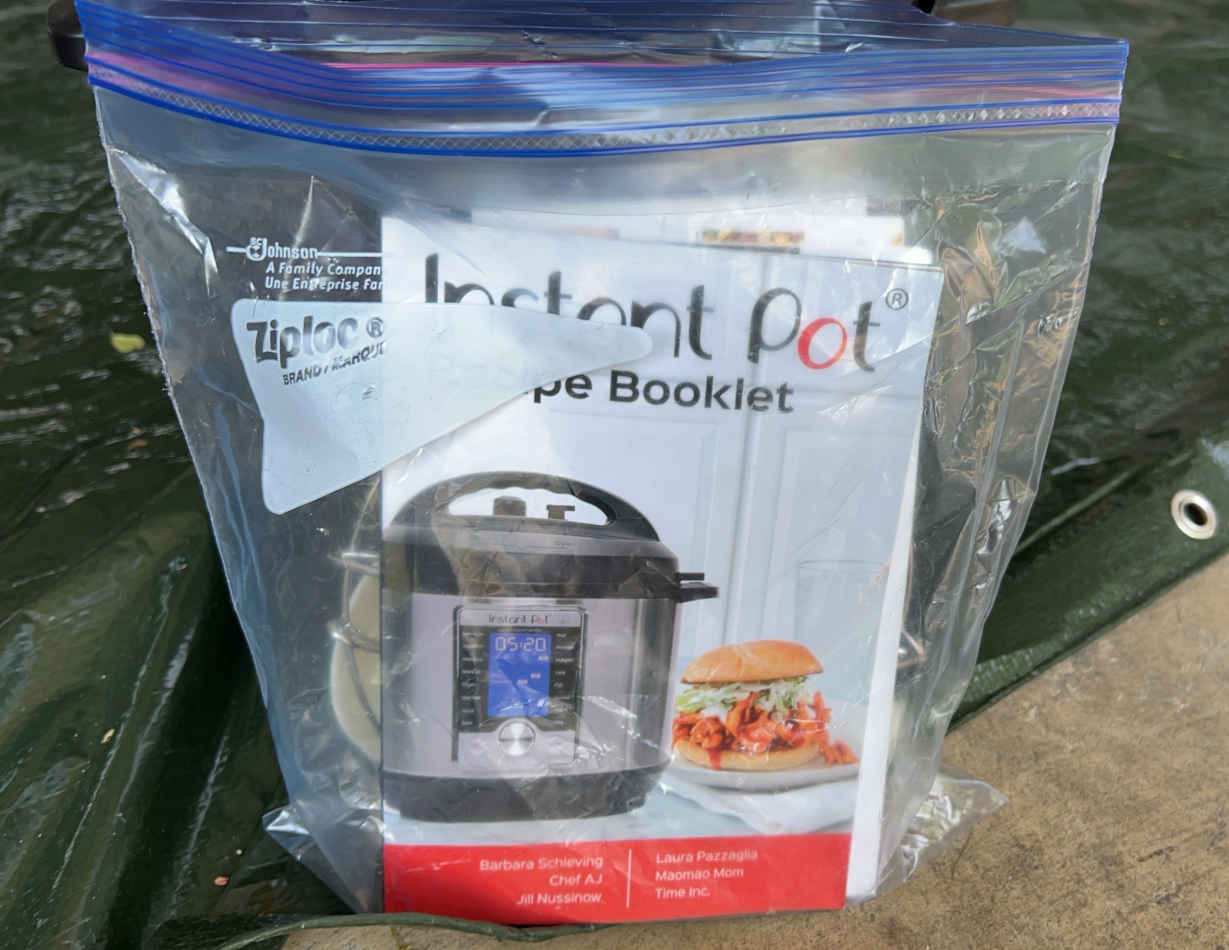 SC Johnson
A Family Compan
Une Entreprise Fam
Ziploc®
BRAND / MARQUE
Instant Pot®
pe Booklet
Instant Pot
05:20
Barbara Schieving
Chef AJ
Jill Nussinow
Laura Pazzaglia
Maomao Mom
Time Inc.